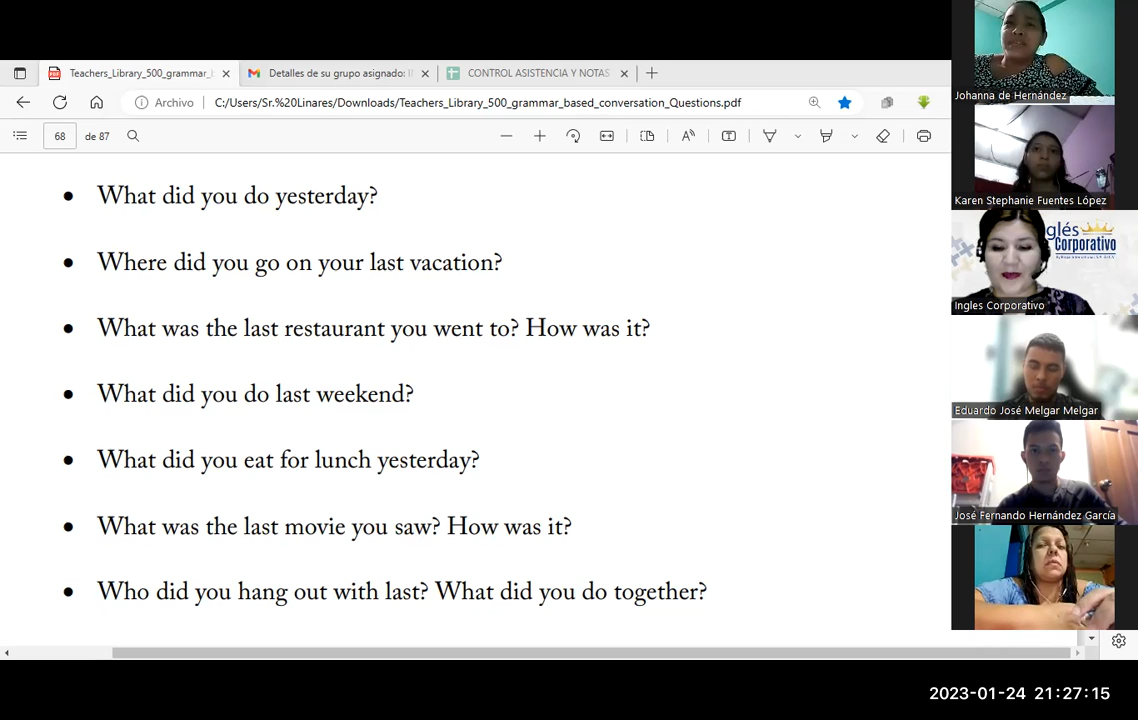 Teachers_Library_500_grammar_
Detalles de su grupo asignado: II
CONTROL ASISTENCIA Y NOTAS
Archivo
C:/Users/Sr.%20Linares/Downloads/Teachers_Library_500_grammar_based_conversation_Questions.pdf
68 de 87
• What did you do yesterday?
• Where did you go on your last vacation?
• What was the last restaurant you went to? How was it?
• What did you do last weekend?
• What did you eat for lunch yesterday?
• What was the last movie you saw? How was it?
• Who did you hang out with last? What did you do together?
Johanna de Hernández
Karen Stephanie Fuentes López
glés
Corporativo
Ingles Corporativo
Eduardo José Melgar Melgar
José Fernando Hernández García
2023-01-24 21:27:15